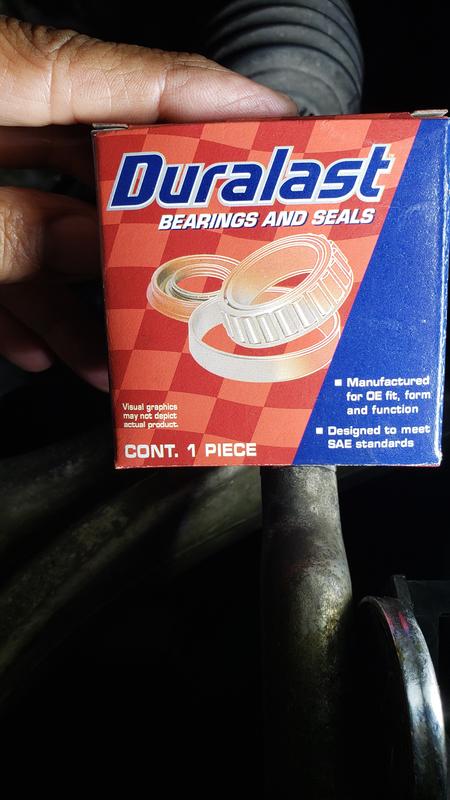 Duralast
BEARINGS AND SEALS
■ Manufactured
for OE fit, form
and function
■ Designed to meet
SAE standards
Visual graphics
may not depict
actual product.
CONT. 1 PIECE